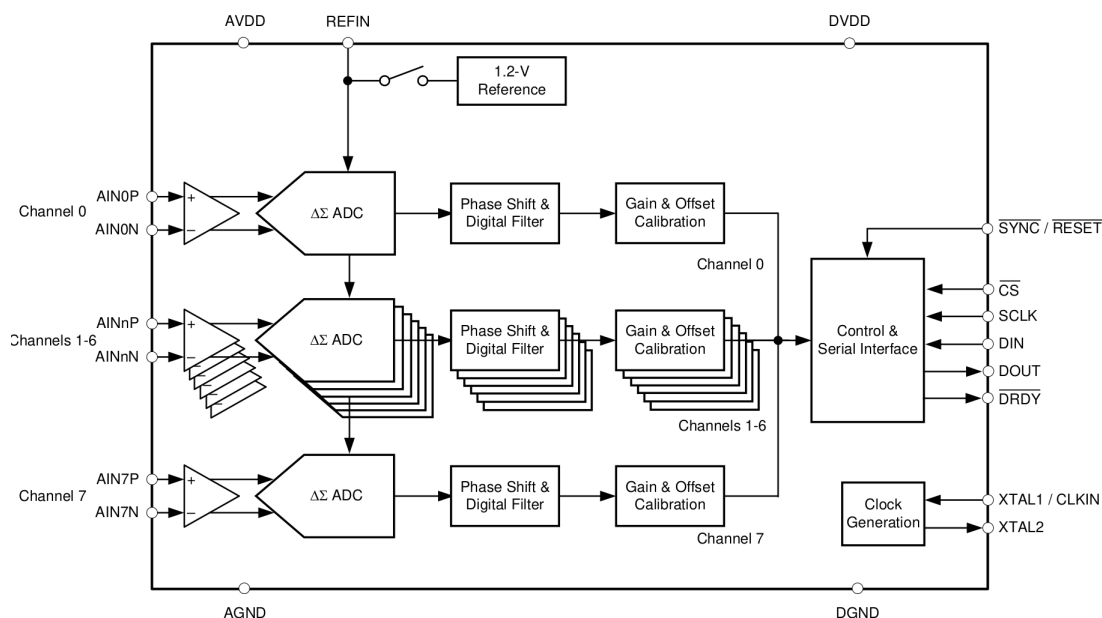 AVDD
REFIN
DVDD
1.2-V
Reference
Channel 0
AIN0P
AIN0N
+
−
ΔΣ ADC
Phase Shift &
Digital Filter
Gain & Offset
Calibration
Channel 0
SYNC / RESET
Channels 1-6
AINnP
AINnN
+
−
ΔΣ ADC
Phase Shift &
Digital Filter
Gain & Offset
Calibration
Channels 1-6
Control &
Serial Interface
CS
SCLK
DIN
DOUT
DRDY
Channel 7
AIN7P
AIN7N
+
−
ΔΣ ADC
Phase Shift &
Digital Filter
Gain & Offset
Calibration
Channel 7
Clock
Generation
XTAL1 / CLKIN
XTAL2
AGND
DGND